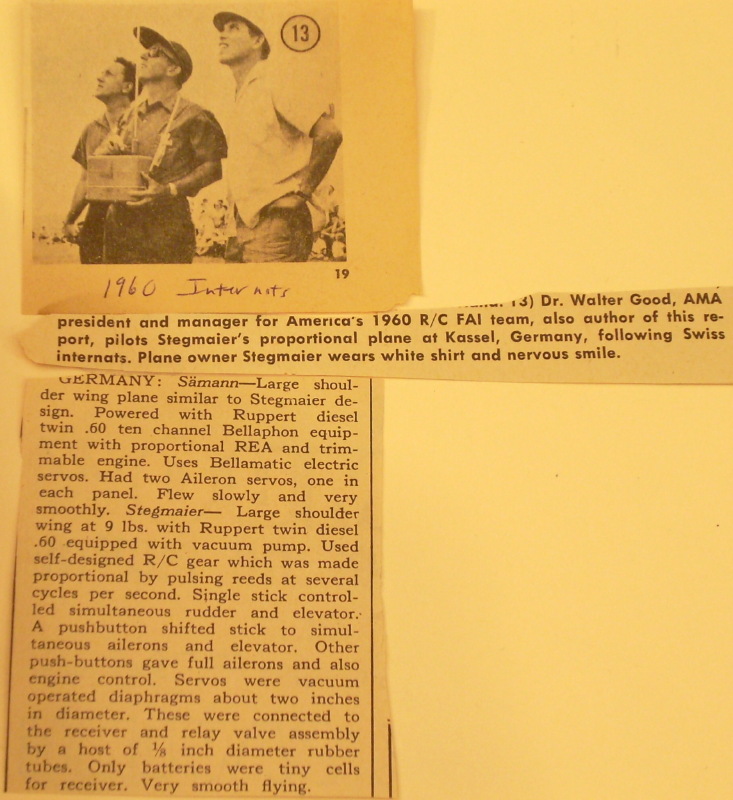 13
19
1960 Internats
13) Dr. Walter Good, AMA
president and manager for America's 1960 R/C FAI team, also author of this re-
port, pilots Stegmaier's proportional plane at Kassel, Germany, following Swiss
internats. Plane owner Stegmaier wears white shirt and nervous smile.
GERMANY: Sämann—Large shoul-
der wing plane similar to Stegmaier de-
sign. Powered with Ruppert diesel
twin .60 ten channel Bellaphon equip-
ment with proportional REA and trim-
mable engine. Uses Bellamatic electric
servos. Had two Aileron servos, one in
each panel. Flew slowly and very
smoothly. Stegmaier— Large shoulder
wing at 9 lbs. with Ruppert twin diesel
.60 equipped with vacuum pump. Used
self-designed R/C gear which was made
proportional by pulsing reeds at several
cycles per second. Single stick control-
led simultaneous rudder and elevator.
A pushbutton shifted stick to simul-
taneous ailerons and elevator. Other
push-buttons gave full ailerons and also
engine control. Servos were vacuum
operated diaphragms about two inches
in diameter. These were connected to
the receiver and relay valve assembly
by a host of ⅛ inch diameter rubber
tubes. Only batteries were tiny cells
for receiver. Very smooth flying.